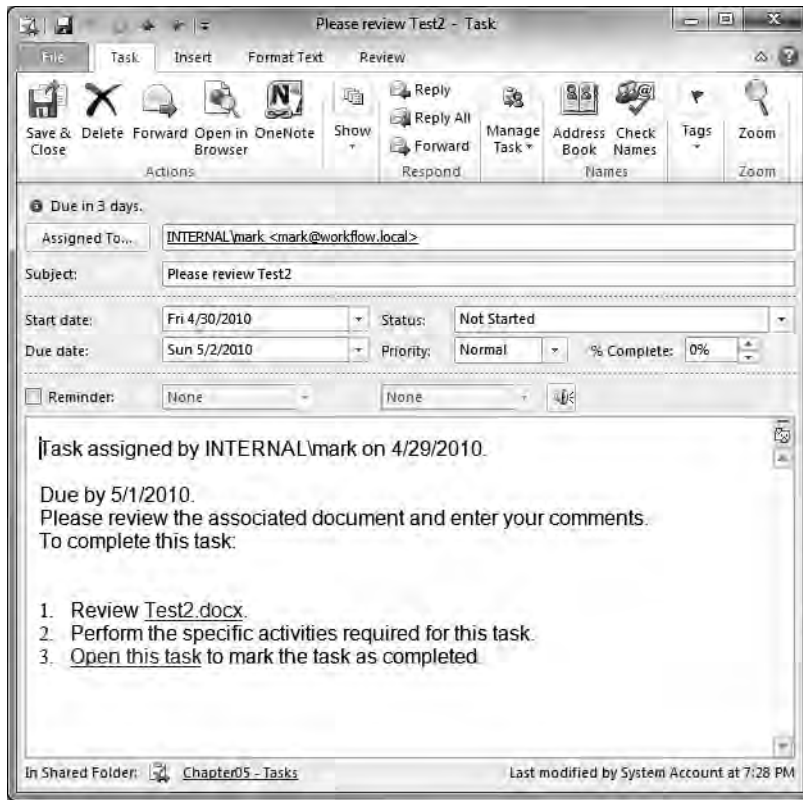 Please review Test2 - Task
File Task Insert Format Text Review
Save & Close Delete Forward Open in Browser OneNote
Actions
Show
Reply
Reply All
Forward
Respond
Manage Task
Address Book Check Names
Names
Tags
Zoom
Zoom
Due in 3 days.
Assigned To... INTERNAL\mark <mark@workflow.local>
Subject: Please review Test2
Start date: Fri 4/30/2010 Status: Not Started
Due date: Sun 5/2/2010 Priority: Normal % Complete: 0%
Reminder: None None
Task assigned by INTERNAL\mark on 4/29/2010.
Due by 5/1/2010.
Please review the associated document and enter your comments.
To complete this task:
1. Review Test2.docx.
2. Perform the specific activities required for this task.
3. Open this task to mark the task as completed.
In Shared Folder: Chapter05 - Tasks Last modified by System Account at 7:28 PM